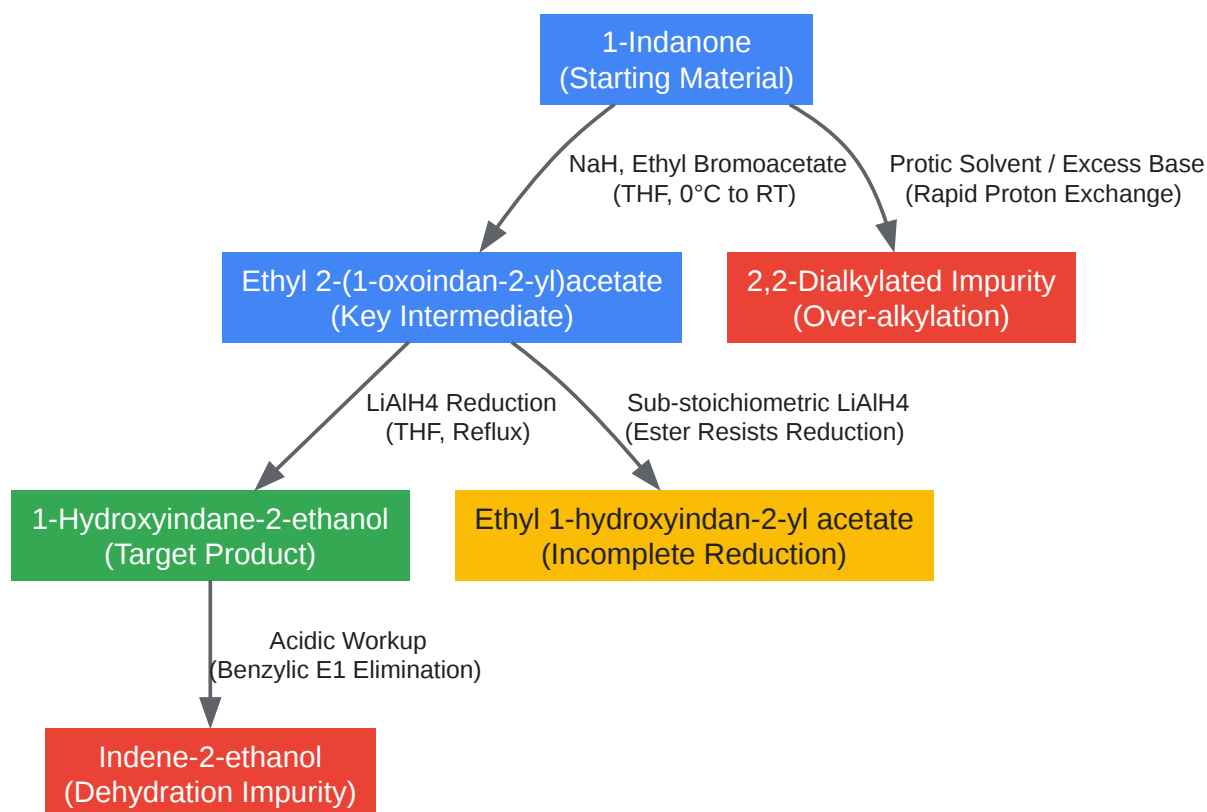 1-Indanone
(Starting Material)
NaH, Ethyl Bromoacetate
(THF, 0°C to RT)
Protic Solvent / Excess Base
(Rapid Proton Exchange)
Ethyl 2-(1-oxoindan-2-yl)acetate
(Key Intermediate)
2,2-Dialkylated Impurity
(Over-alkylation)
LiAlH4 Reduction
(THF, Reflux)
Sub-stoichiometric LiAlH4
(Ester Resists Reduction)
1-Hydroxyindane-2-ethanol
(Target Product)
Ethyl 1-hydroxyindan-2-yl acetate
(Incomplete Reduction)
Acidic Workup
(Benzylic E1 Elimination)
Indene-2-ethanol
(Dehydration Impurity)